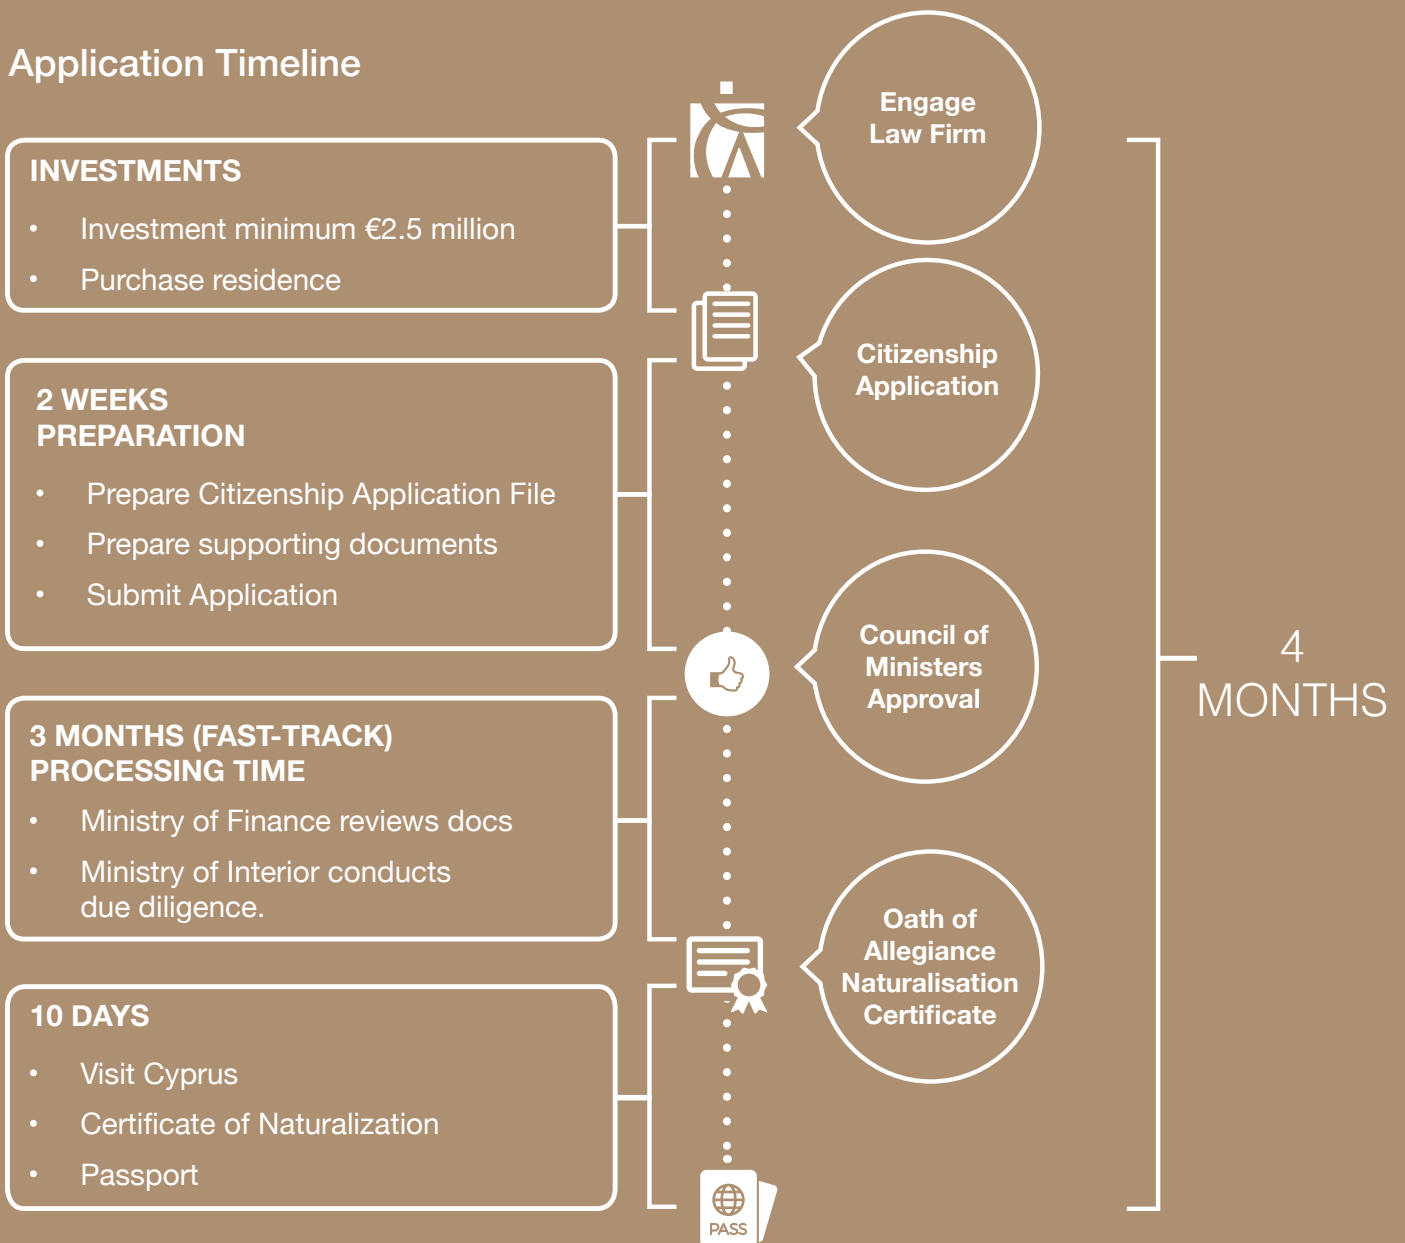 Application Timeline
INVESTMENTS
• Investment minimum €2.5 million
• Purchase residence
2 WEEKS
PREPARATION
• Prepare Citizenship Application File
• Prepare supporting documents
• Submit Application
3 MONTHS (FAST-TRACK)
PROCESSING TIME
• Ministry of Finance reviews docs
• Ministry of Interior conducts
due diligence.
10 DAYS
• Visit Cyprus
• Certificate of Naturalization
• Passport
PASS
Engage
Law Firm
Citizenship
Application
Council of
Ministers
Approval
Oath of
Allegiance
Naturalisation
Certificate
4
MONTHS